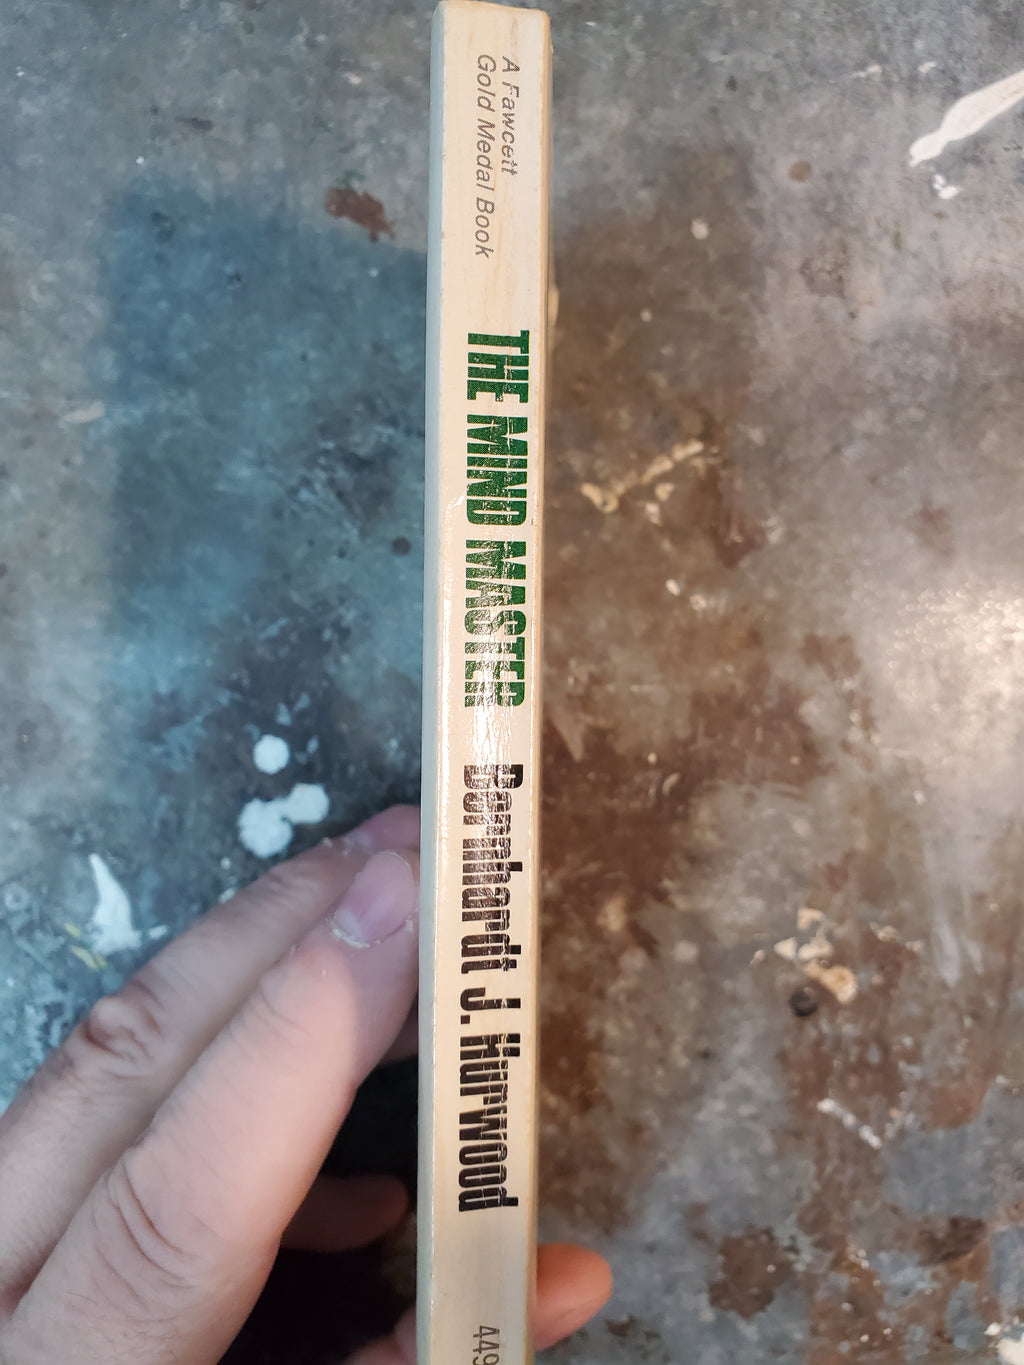 A Fawcett
Gold Medal Book
THE MIND MASTER Bernhardt J. Hurwood
449